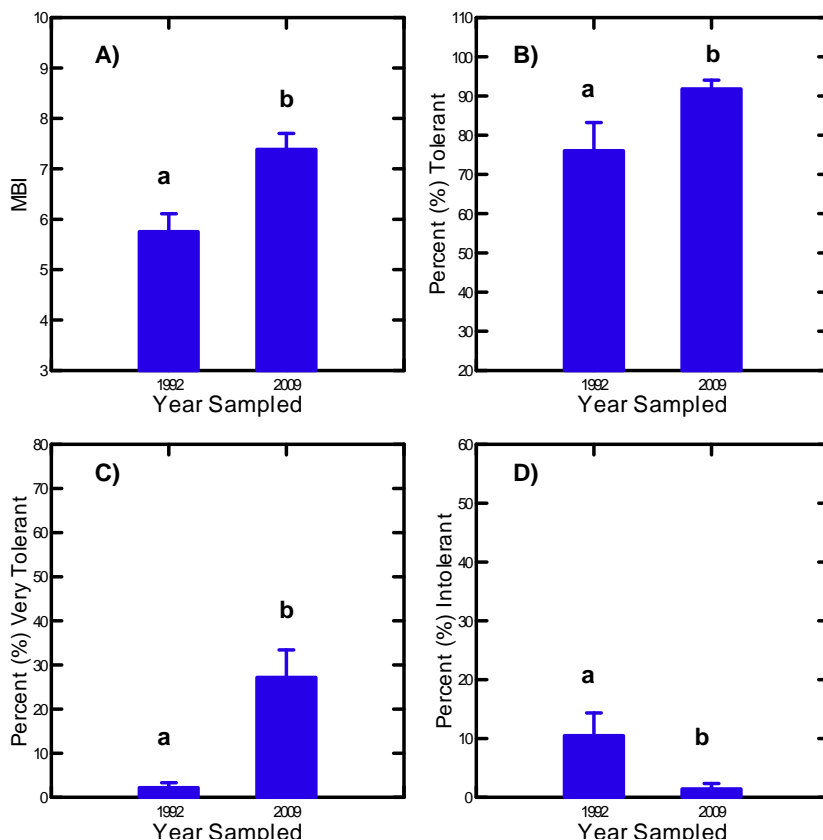 A)
a
b
MBI
10
9
8
7
6
5
4
3
1992 2009
Year Sampled
B)
a
b
Percent (%) Tolerant
110
100
90
80
70
60
50
40
30
20
1992 2009
Year Sampled
C)
a
b
Percent (%) Very Tolerant
80
70
60
50
40
30
20
10
0
1992 2009
Year Sampled
D)
a
b
Percent (%) Intolerant
60
50
40
30
20
10
0
1992 2009
Year Sampled